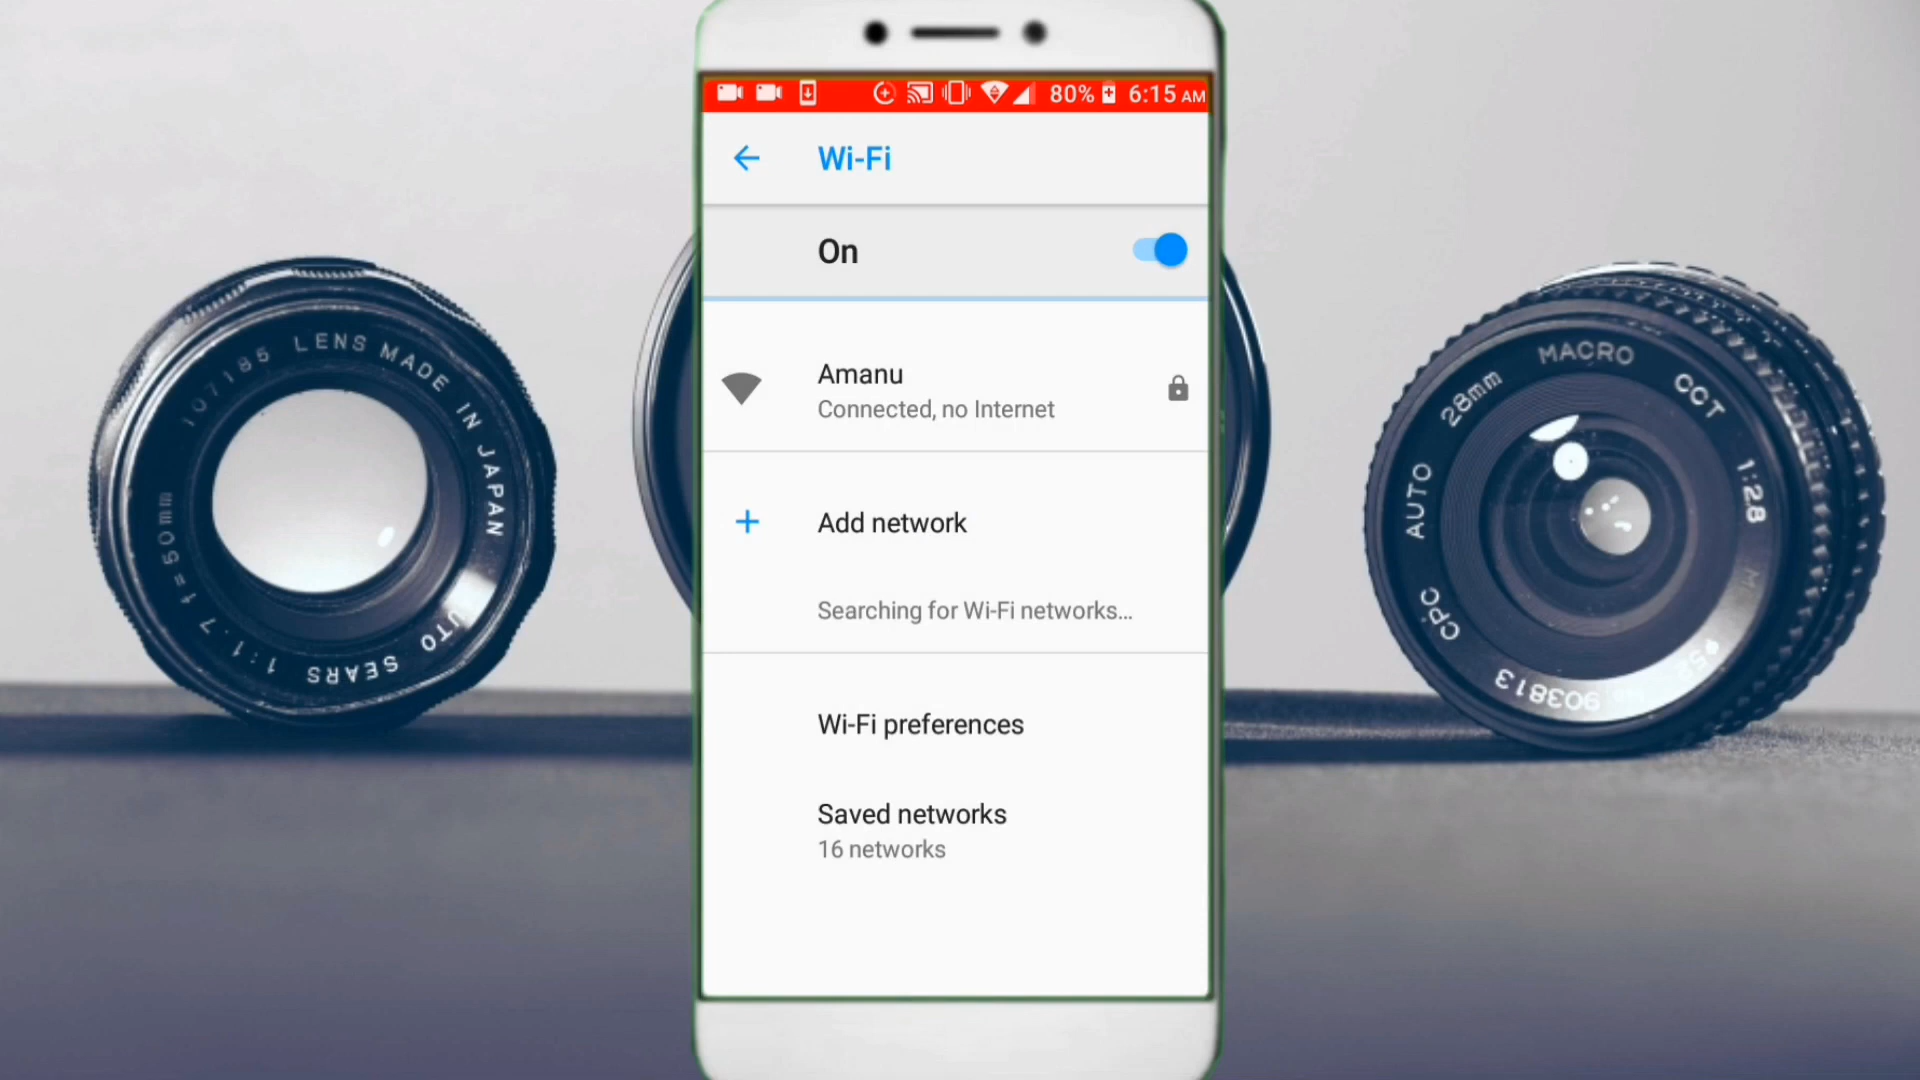 80% 6:15 AM
Wi-Fi
On
Amanu
Connected, no Internet
Add network
Searching for Wi-Fi networks...
Wi-Fi preferences
Saved networks
16 networks
107185 LENS MADE IN JAPAN
AUTO SEARS 1:1.7 f=50mm
CPC AUTO 28mm MACRO CCT 1:2.8
903813